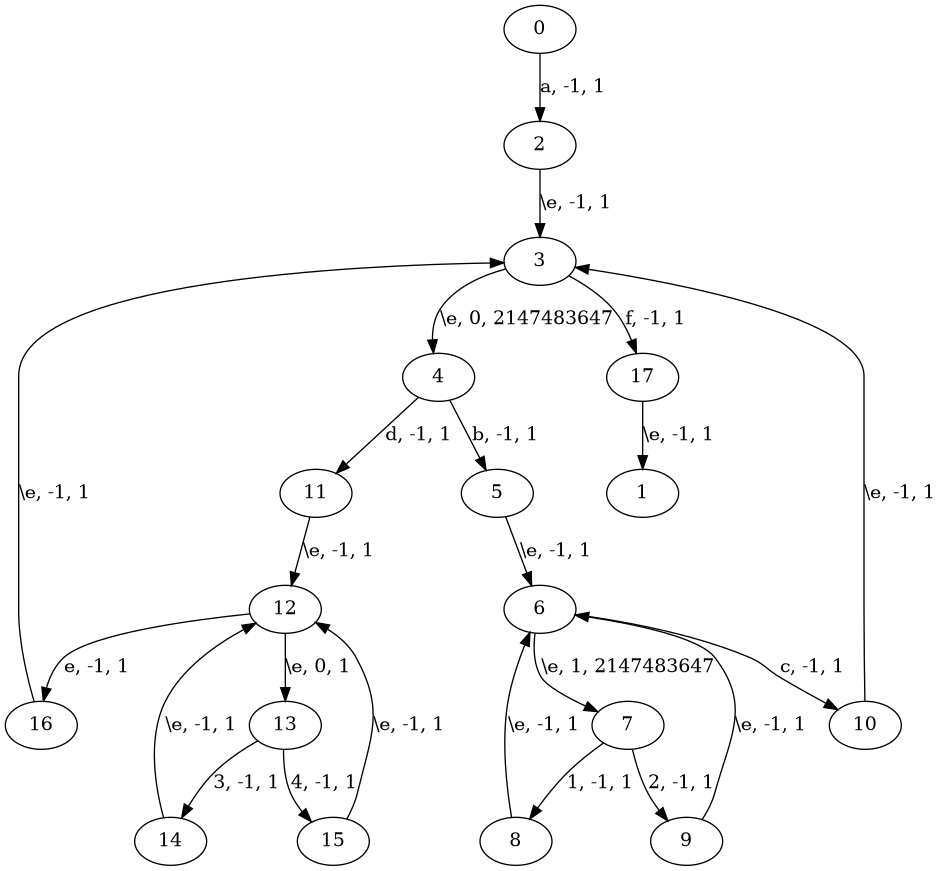 0
a, -1, 1
2
\e, -1, 1
3
\e, 0, 2147483647
f, -1, 1
4
17
d, -1, 1
b, -1, 1
\e, -1, 1
11
5
1
\e, -1, 1
\e, -1, 1
\e, -1, 1
\e, -1, 1
12
6
e, -1, 1
\e, 0, 1
\e, 1, 2147483647
c, -1, 1
16
13
7
10
\e, -1, 1
\e, -1, 1
\e, -1, 1
\e, -1, 1
3, -1, 1
4, -1, 1
1, -1, 1
2, -1, 1
14
15
8
9